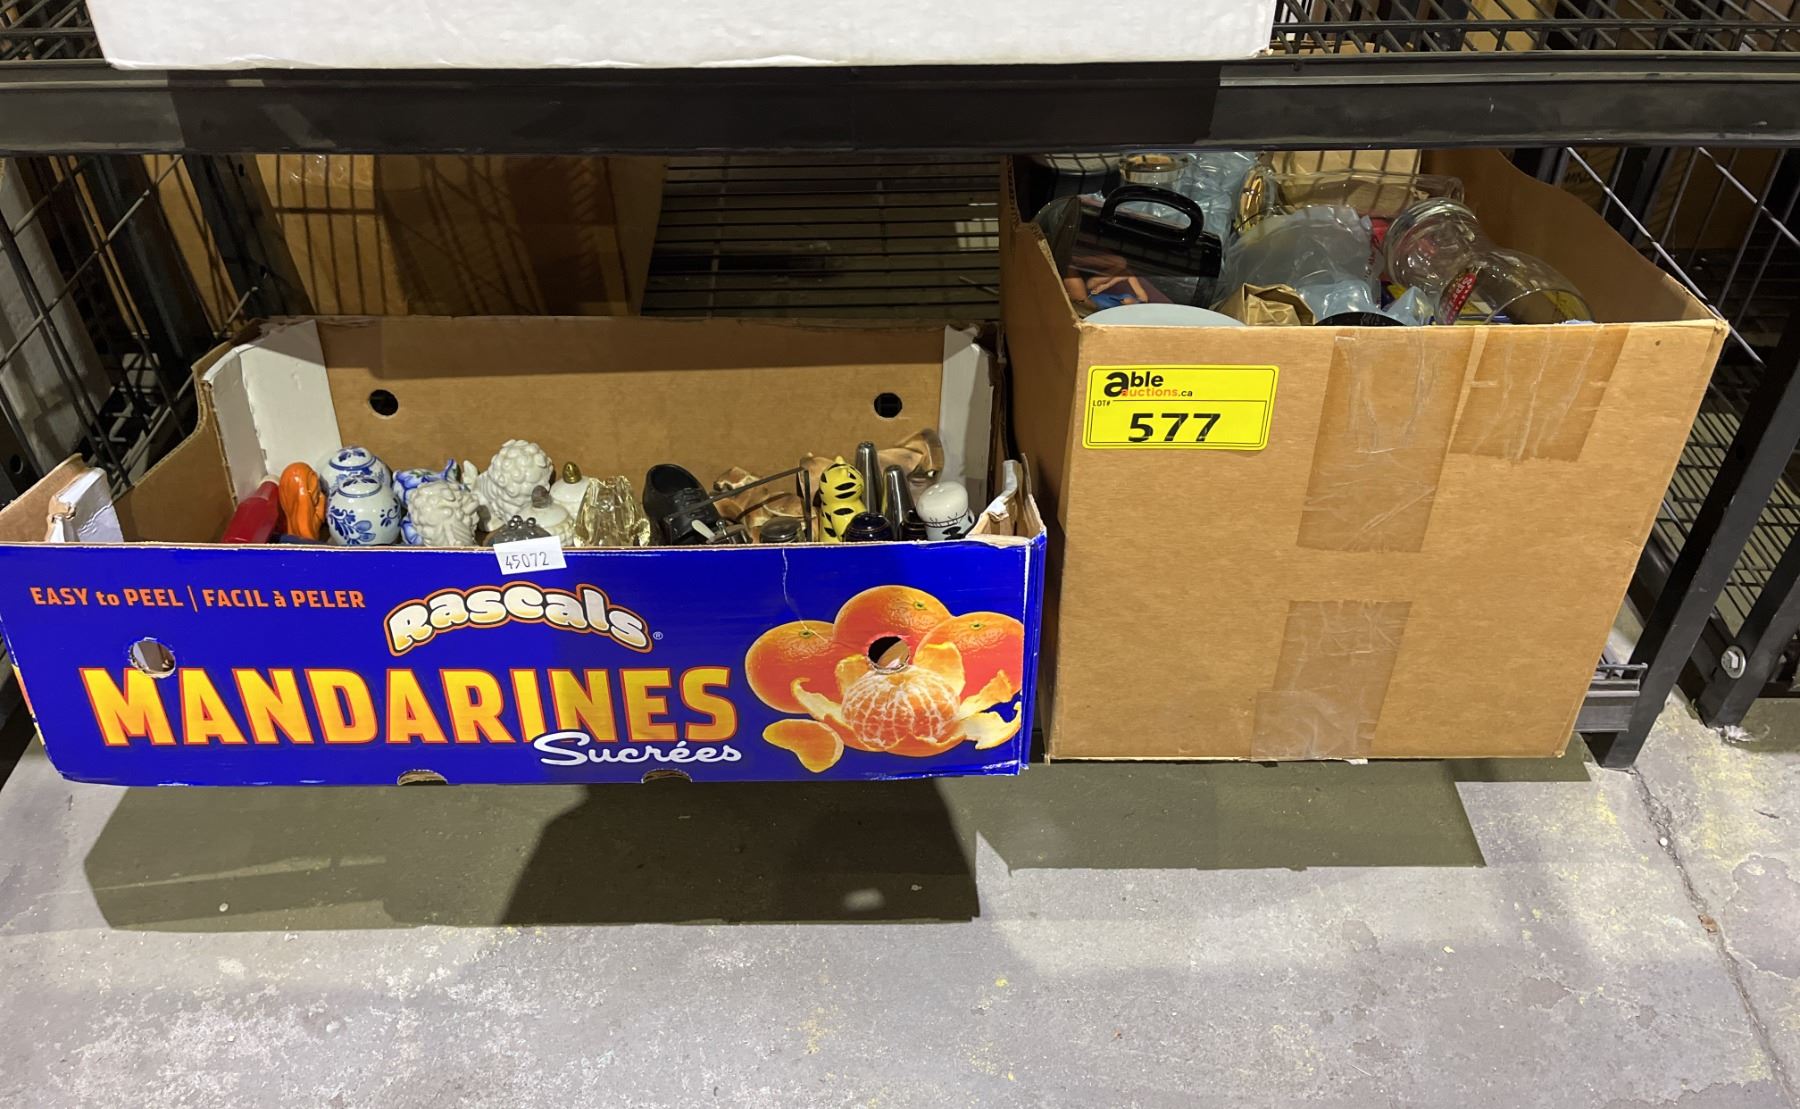 able
auctions.ca
LOT#
577
45072
EASY to PEEL | FACIL à PELER
Rascals®
MANDARINES
Sucrées